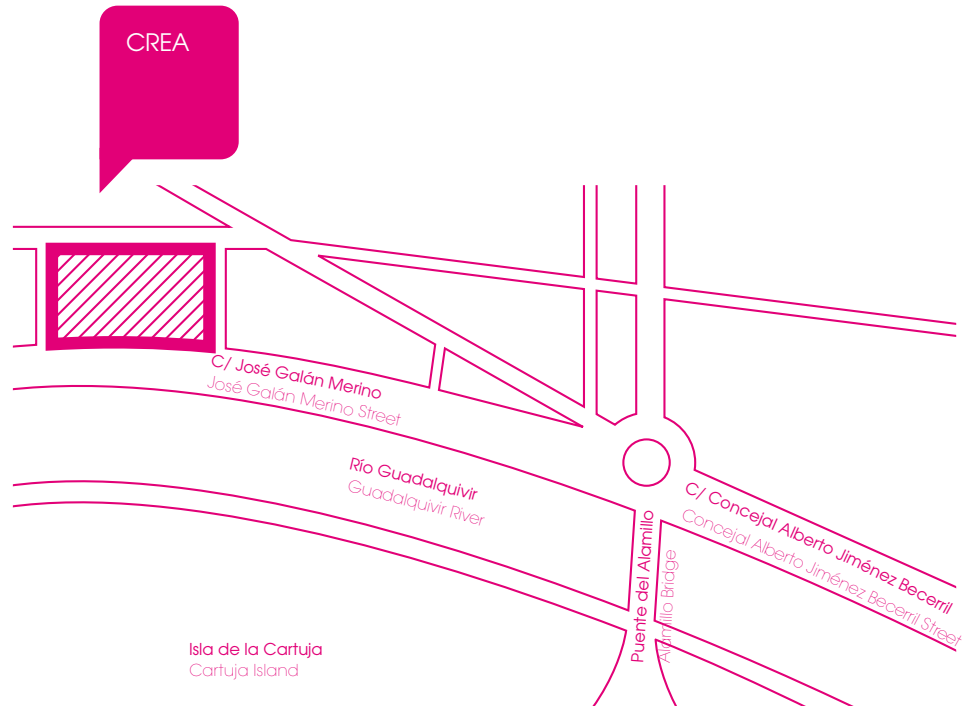 CREA
C/ José Galán Merino
José Galán Merino Street
Río Guadalquivir
Guadalquivir River
C/ Concejal Alberto Jiménez Becerril
Concejal Alberto Jiménez Becerril Street
Puente del Alamillo
Alamillo Bridge
Isla de la Cartuja
Cartuja Island